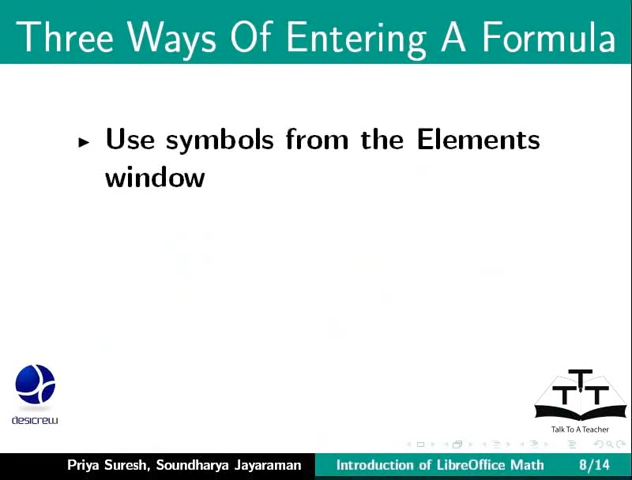 Three Ways Of Entering A Formula
Use symbols from the Elements
window
desicrew
TTT
Talk To A Teacher
Priya Suresh, Soundharya Jayaraman Introduction of LibreOffice Math 8/14